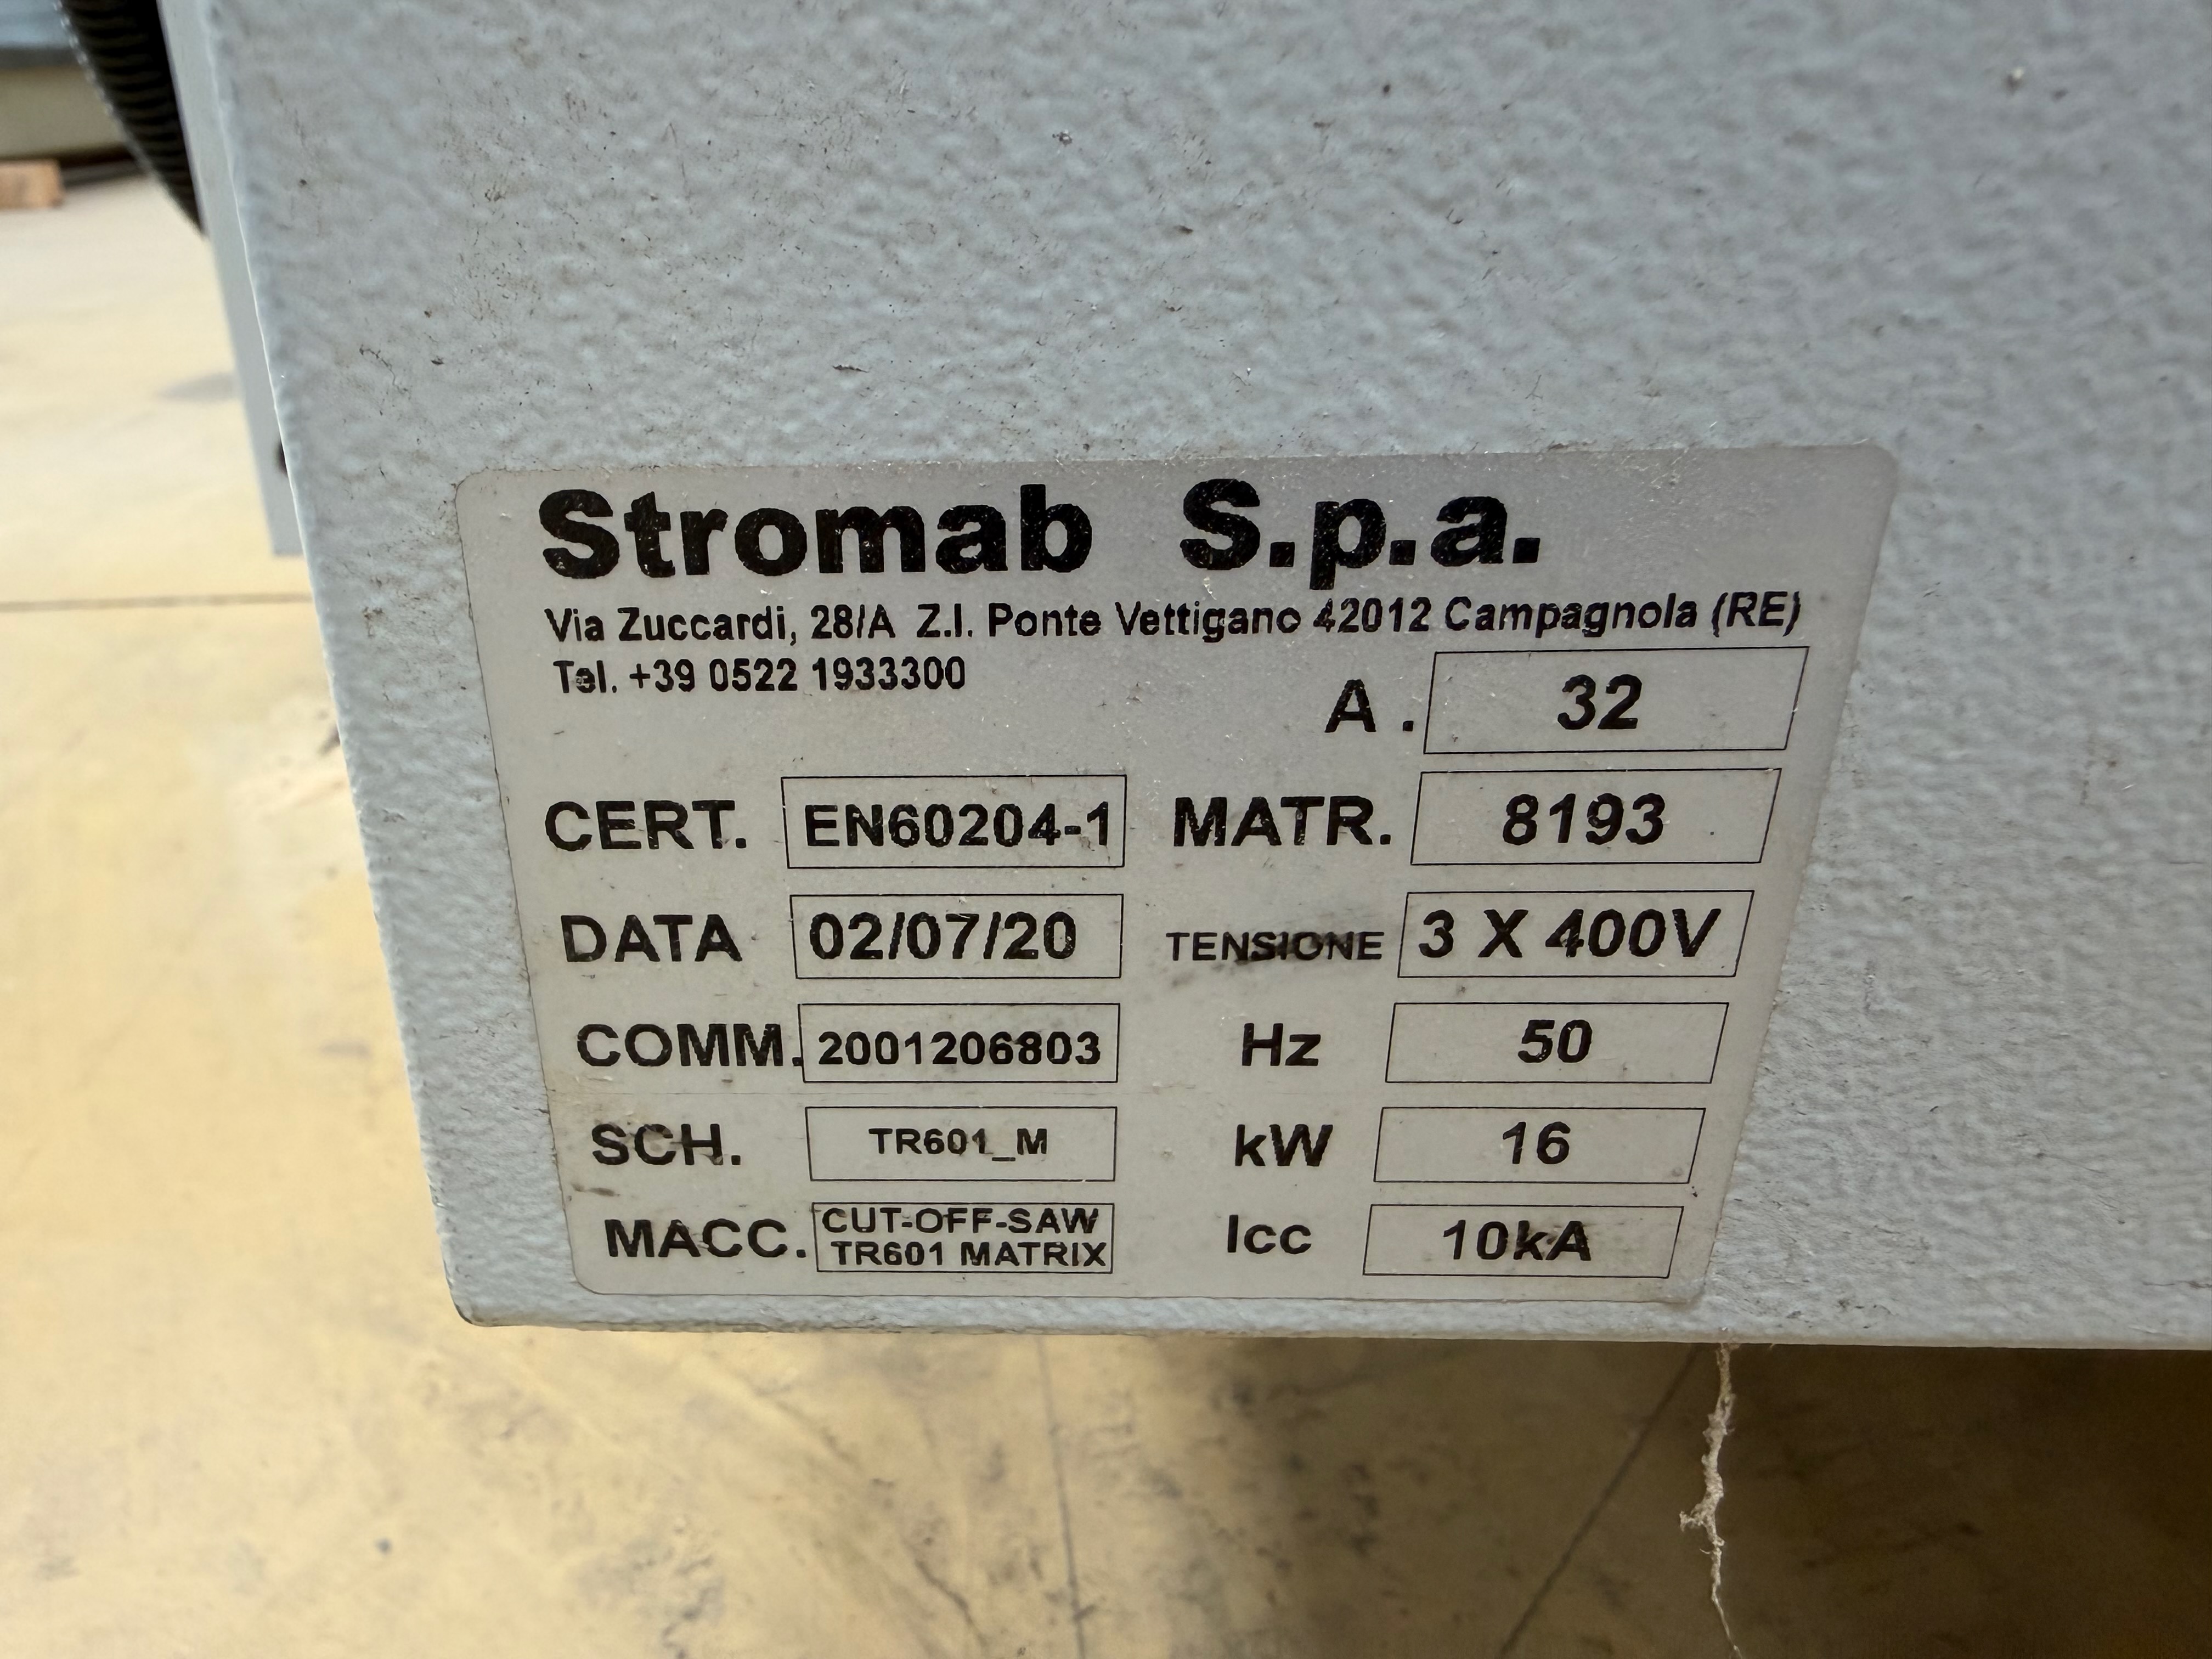 Stromab S.p.a.
Via Zuccardi, 28/A Z.I. Ponte Vettigano 42012 Campagnola (RE)
Tel. +39 0522 1933300
A. 32
CERT. EN60204-1 MATR. 8193
DATA 02/07/20 TENSIONE 3 X 400V
COMM. 2001206803 Hz 50
SCH. TR601_M kW 16
MACC. CUT-OFF-SAW
TR601 MATRIX
Icc 10kA